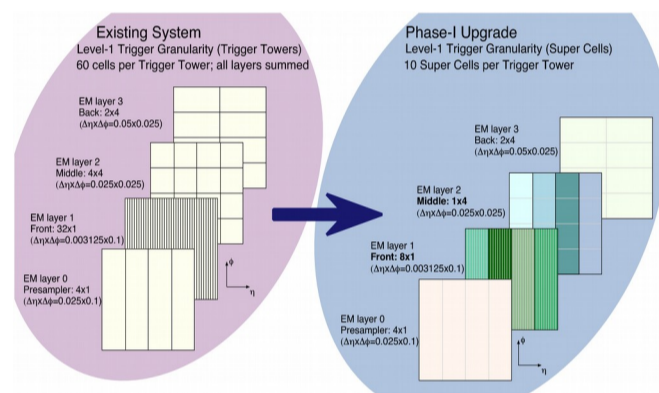 Existing System
Level-1 Trigger Granularity (Trigger Towers)
60 cells per Trigger Tower; all layers summed
EM layer 3
Back: 2x4
(ΔηxΔϕ=0.05x0.025)
EM layer 2
Middle: 4x4
(ΔηxΔϕ=0.025x0.025)
EM layer 1
Front: 32x1
(ΔηxΔϕ=0.003125x0.1)
EM layer 0
Presampler: 4x1
(ΔηxΔϕ=0.025x0.1)
ϕ
η
Phase-I Upgrade
Level-1 Trigger Granularity (Super Cells)
10 Super Cells per Trigger Tower
EM layer 3
Back: 2x4
(ΔηxΔϕ=0.05x0.025)
EM layer 2
Middle: 1x4
(ΔηxΔϕ=0.025x0.025)
EM layer 1
Front: 8x1
(ΔηxΔϕ=0.003125x0.1)
EM layer 0
Presampler: 4x1
(ΔηxΔϕ=0.025x0.1)
ϕ
η